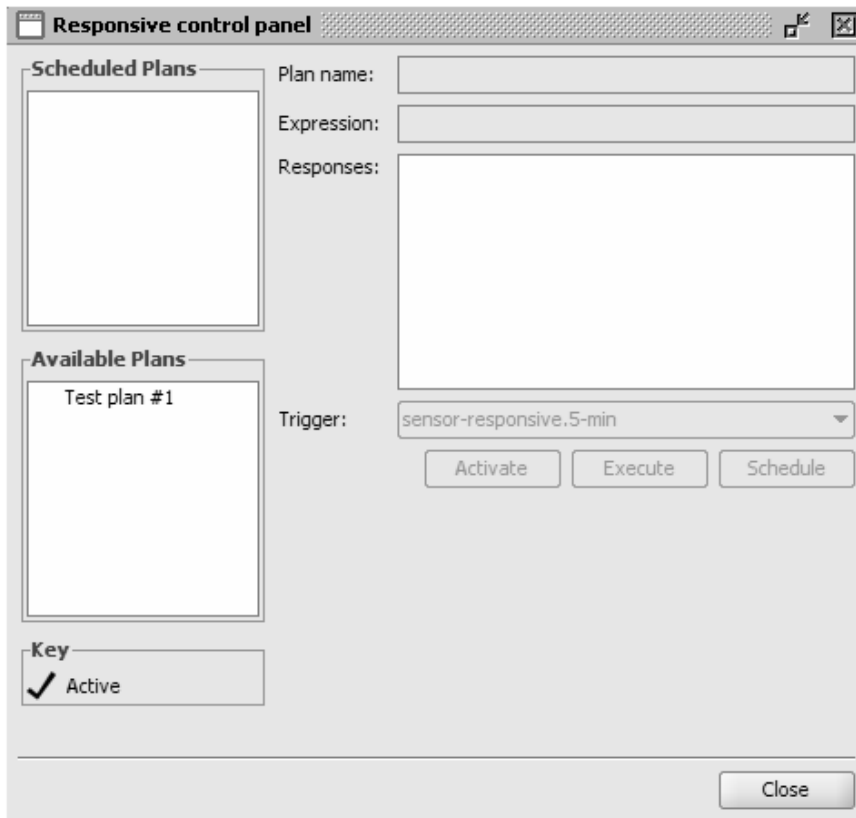 Responsive control panel
Scheduled Plans
Plan name:
Expression:
Responses:
Available Plans
Test plan #1
Trigger:
sensor-responsive.5-min
Activate
Execute
Schedule
Key
Active
Close